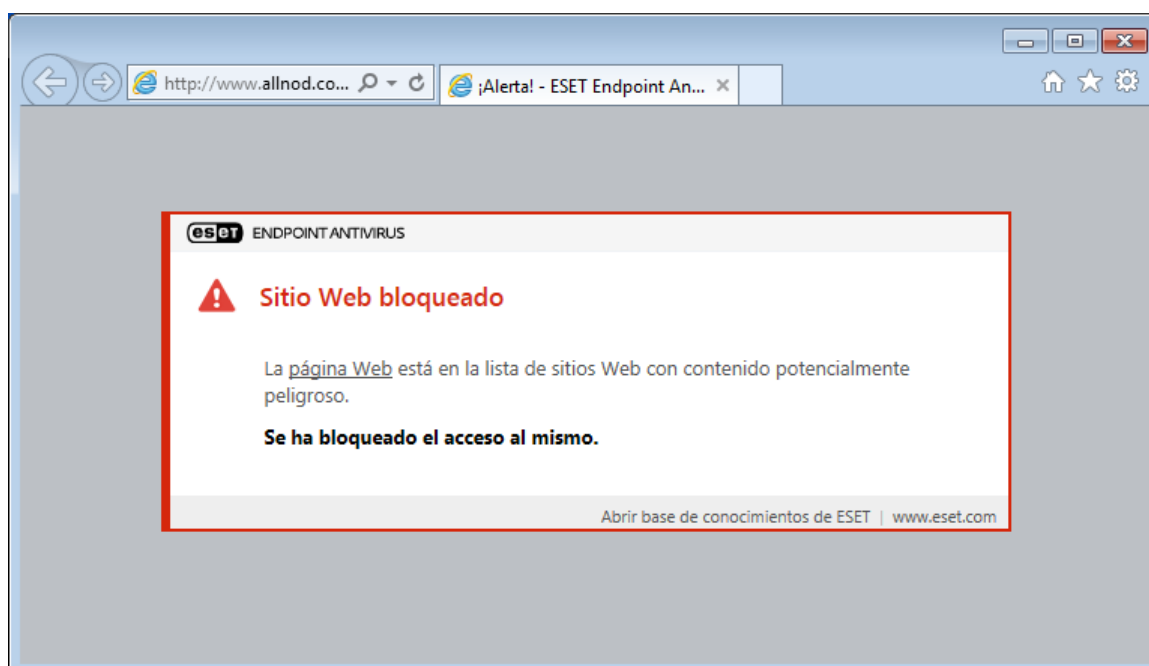 http://www.allnod.co...
¡Alerta! - ESET Endpoint An...
eset ENDPOINT ANTIVIRUS
Sitio Web bloqueado
La página Web está en la lista de sitios Web con contenido potencialmente
peligroso.
Se ha bloqueado el acceso al mismo.
Abrir base de conocimientos de ESET | www.eset.com